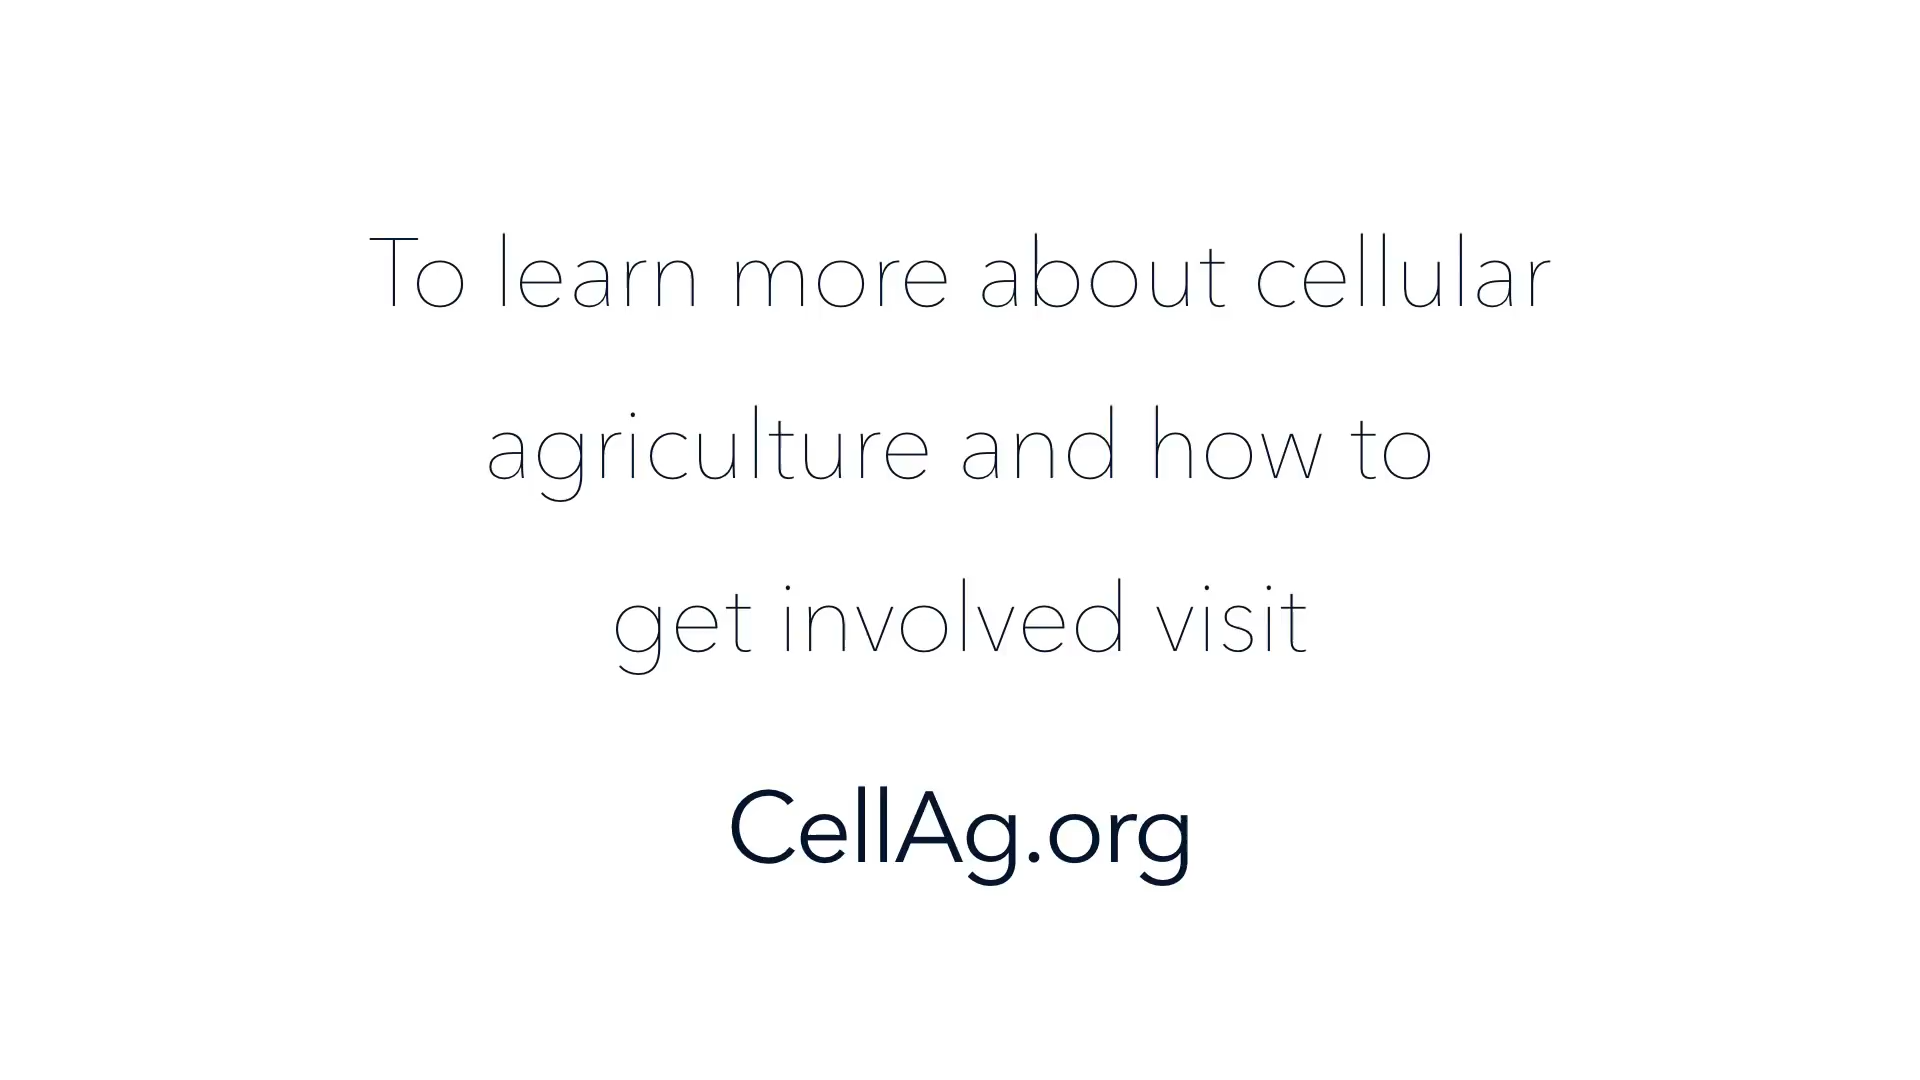 To learn more about cellular
agriculture and how to
get involved visit
CellAg.org